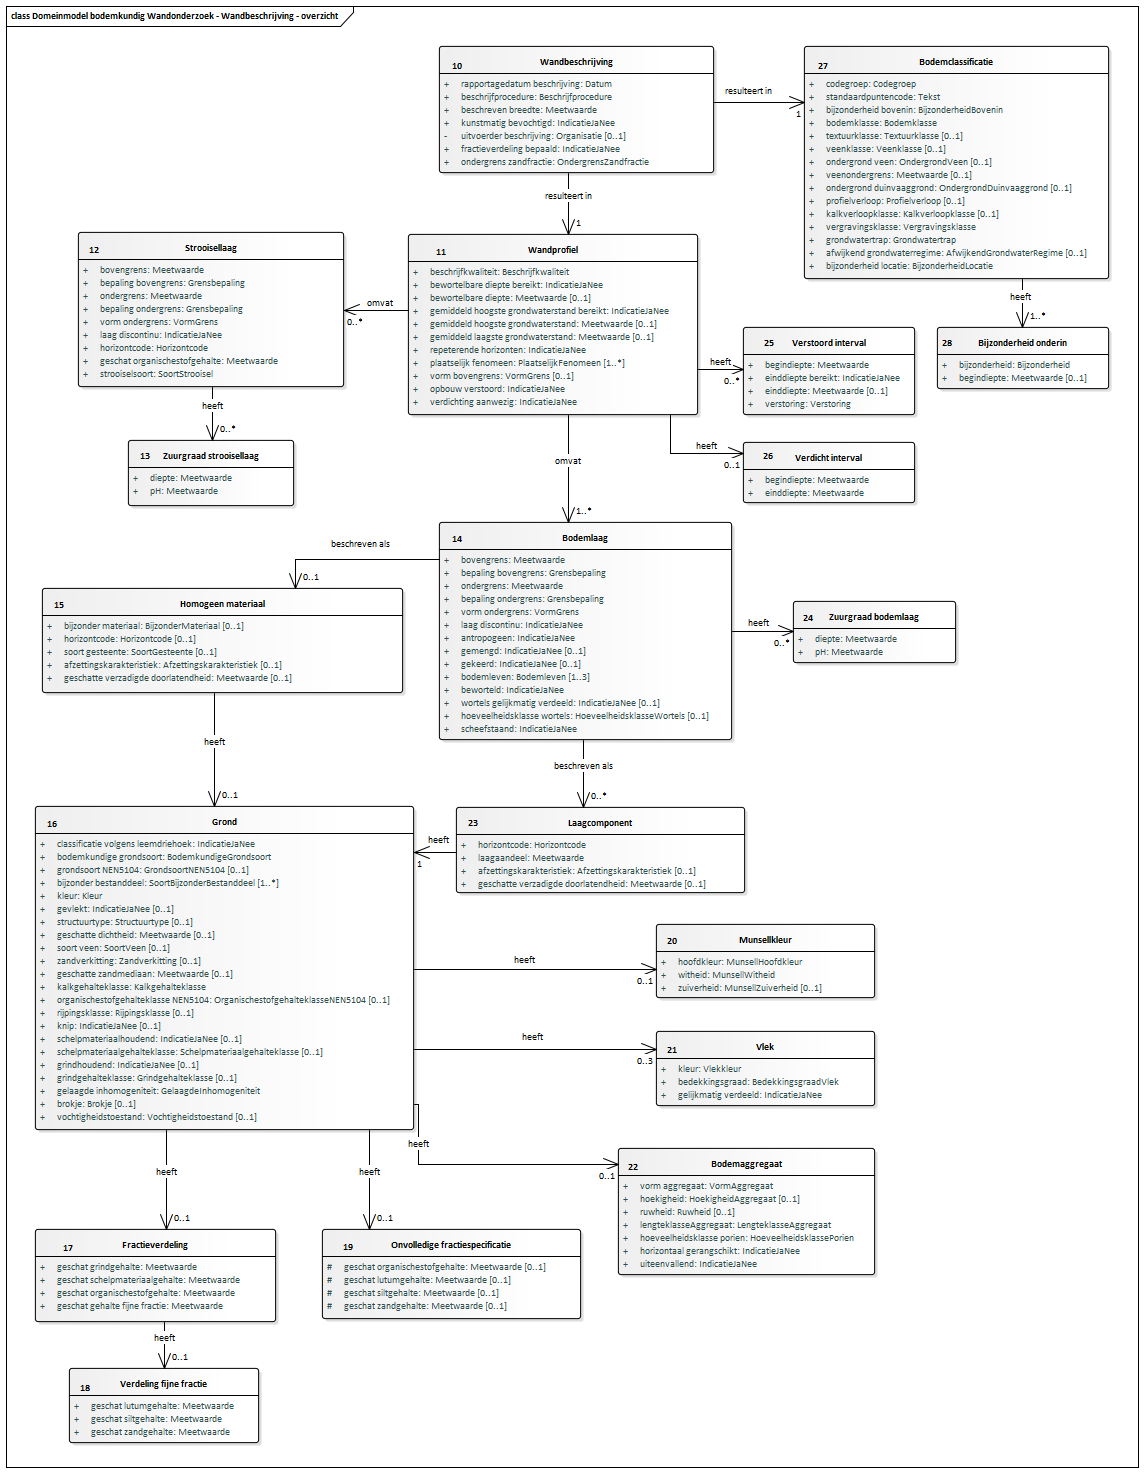 class Domeinmodel bodemkundig Wandonderzoek - Wandbeschrijving - overzicht
10 Wandbeschrijving
+ rapportagedatum beschrijving: Datum
+ beschrijfprocedure: Beschrijfprocedure
+ beschreven breedte: Meetwaarde
+ kunstmatig bevochtigd: IndicatieJaNee
- uitvoerder beschrijving: Organisatie [0..1]
+ fractieverdeling bepaald: IndicatieJaNee
+ ondergrens zandfractie: OndergrensZandfractie
resulteert in
1
27 Bodemclassificatie
+ codegroep: Codegroep
+ standaardpuntencode: Tekst
+ bijzonderheid bovenin: BijzonderheidBovenin
+ bodemklasse: Bodemklasse
+ textuurklasse: Textuurklasse [0..1]
+ veenklasse: Veenklasse [0..1]
+ ondergrond veen: OndergrondVeen [0..1]
+ veenondergrens: Meetwaarde [0..1]
+ ondergrond duinvaaggrond: OndergrondDuinvaaggrond [0..1]
+ profielverloop: Profielverloop [0..1]
+ kalkverloopklasse: Kalkverloopklasse [0..1]
+ vergravingsklasse: Vergravingsklasse
+ grondwatertrap: Grondwatertrap
+ afwijkend grondwaterregime: AfwijkendGrondwaterRegime [0..1]
+ bijzonderheid locatie: BijzonderheidLocatie
resulteert in
1
12 Strooisellaag
+ bovengrens: Meetwaarde
+ bepaling bovengrens: Grensbepaling
+ ondergrens: Meetwaarde
+ bepaling ondergrens: Grensbepaling
+ vorm ondergrens: VormGrens
+ laag discontinu: IndicatieJaNee
+ horizontcode: Horizontcode
+ geschat organischestofgehalte: Meetwaarde
+ strooiselsoort: SoortStrooisel
omvat
0..*
11 Wandprofiel
+ beschrijfkwaliteit: Beschrijfkwaliteit
+ bewortelbare diepte bereikt: IndicatieJaNee
+ bewortelbare diepte: Meetwaarde [0..1]
+ gemiddeld hoogste grondwaterstand bereikt: IndicatieJaNee
+ gemiddeld hoogste grondwaterstand: Meetwaarde [0..1]
+ gemiddeld laagste grondwaterstand: Meetwaarde [0..1]
+ repeterende horizonten: IndicatieJaNee
+ plaatselijk fenomeen: PlaatselijkFenomeen [1..*]
+ vorm bovengrens: VormGrens [0..1]
+ opbouw verstoord: IndicatieJaNee
+ verdichting aanwezig: IndicatieJaNee
heeft
0..*
25 Verstoord interval
+ begindiepte: Meetwaarde
+ einddiepte bereikt: IndicatieJaNee
+ einddiepte: Meetwaarde [0..1]
+ verstoring: Verstoring
heeft
1..*
28 Bijzonderheid onderin
+ bijzonderheid: Bijzonderheid
+ begindiepte: Meetwaarde [0..1]
heeft
0..*
13 Zuurgraad strooisellaag
+ diepte: Meetwaarde
+ pH: Meetwaarde
heeft
0..1
26 Verdicht interval
+ begindiepte: Meetwaarde
+ einddiepte: Meetwaarde
omvat
1..*
14 Bodemlaag
+ bovengrens: Meetwaarde
+ bepaling bovengrens: Grensbepaling
+ ondergrens: Meetwaarde
+ bepaling ondergrens: Grensbepaling
+ vorm ondergrens: VormGrens
+ laag discontinu: IndicatieJaNee
+ antropogeen: IndicatieJaNee
+ gemengd: IndicatieJaNee [0..1]
+ gekeerd: IndicatieJaNee [0..1]
+ bodemleven: Bodemleven [1..3]
+ beworteld: IndicatieJaNee
+ wortels gelijkmatig verdeeld: IndicatieJaNee [0..1]
+ hoeveelheidsklasse wortels: HoeveelheidsklasseWortels [0..1]
+ scheefstaand: IndicatieJaNee
beschreven als
0..1
15 Homogeen materiaal
+ bijzonder materiaal: BijzonderMateriaal [0..1]
+ horizontcode: Horizontcode [0..1]
+ soort gesteente: SoortGesteente [0..1]
+ afzettingskarakteristiek: Afzettingskarakteristiek [0..1]
+ geschatte verzadigde doorlatendheid: Meetwaarde [0..1]
heeft
0..*
24 Zuurgraad bodemlaag
+ diepte: Meetwaarde
+ pH: Meetwaarde
heeft
0..1
beschreven als
0..*
16 Grond
+ classificatie volgens leemdriehoek: IndicatieJaNee
+ bodemkundige grondsoort: BodemkundigeGrondsoort
+ grondsoort NEN5104: GrondsoortNEN5104 [0..1]
+ bijzonder bestanddeel: SoortBijzonderBestanddeel [1..*]
+ kleur: Kleur
+ gevlekt: IndicatieJaNee [0..1]
+ structuurtype: Structuurtype [0..1]
+ geschatte dichtheid: Meetwaarde [0..1]
+ soort veen: SoortVeen [0..1]
+ zandverkitting: Zandverkitting [0..1]
+ geschatte zandmediaan: Meetwaarde [0..1]
+ kalkgehalteklasse: Kalkgehalteklasse
+ organischestofgehalteklasse NEN5104: OrganischestofgehalteklasseNEN5104 [0..1]
+ rijpingsklasse: Rijpingsklasse [0..1]
+ knip: IndicatieJaNee [0..1]
+ schelpmateriaalhoudend: IndicatieJaNee [0..1]
+ schelpmateriaalgehalteklasse: Schelpmateriaalgehalteklasse [0..1]
+ grindhoudend: IndicatieJaNee [0..1]
+ grindgehalteklasse: Grindgehalteklasse [0..1]
+ gelaagde inhomogeniteit: GelaagdeInhomogeniteit
+ brokje: Brokje [0..1]
+ vochtigheidstoestand: Vochtigheidstoestand [0..1]
heeft
1
23 Laagcomponent
+ horizontcode: Horizontcode
+ laagaandeel: Meetwaarde
+ afzettingskarakteristiek: Afzettingskarakteristiek [0..1]
+ geschatte verzadigde doorlatendheid: Meetwaarde [0..1]
heeft
0..1
20 Munsellkleur
+ hoofdkleur: MunsellHoofdkleur
+ witheid: MunsellWitheid
+ zuiverheid: MunsellZuiverheid [0..1]
heeft
0..3
21 Vlek
+ kleur: Vlekkleur
+ bedekkingsgraad: BedekkingsgraadVlek
+ gelijkmatig verdeeld: IndicatieJaNee
heeft
0..1
22 Bodemaggregaat
+ vorm aggregaat: VormAggregaat
+ hoekigheid: HoekigheidAggregaat [0..1]
+ ruwheid: Ruwheid [0..1]
+ lengteklasseAggregaat: LengteklasseAggregaat
+ hoeveelheidsklasse porien: HoeveelheidsklassePorien
+ horizontaal gerangschikt: IndicatieJaNee
+ uiteenvallend: IndicatieJaNee
heeft
0..1
17 Fractieverdeling
+ geschat grindgehalte: Meetwaarde
+ geschat schelpmateriaalgehalte: Meetwaarde
+ geschat organischestofgehalte: Meetwaarde
+ geschat gehalte fijne fractie: Meetwaarde
heeft
0..1
19 Onvolledige fractiespecificatie
# geschat organischestofgehalte: Meetwaarde [0..1]
# geschat lutumgehalte: Meetwaarde [0..1]
# geschat siltgehalte: Meetwaarde [0..1]
# geschat zandgehalte: Meetwaarde [0..1]
heeft
0..1
18 Verdeling fijne fractie
+ geschat lutumgehalte: Meetwaarde
+ geschat siltgehalte: Meetwaarde
+ geschat zandgehalte: Meetwaarde